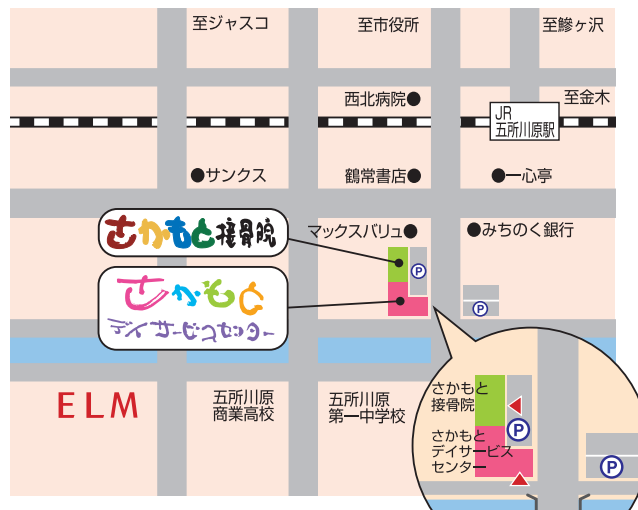 至ジャスコ
至市役所
至鰺ヶ沢
西北病院
至金木
JR
五所川原駅
サンクス
鶴常書店
一心亭
さかもと接骨院
マックスバリュ
みちのく銀行
P
さかもと
デイサービスセンター
P
ELM
五所川原
商業高校
五所川原
第一中学校
さかもと
接骨院
P
さかもと
デイサービス
センター
P